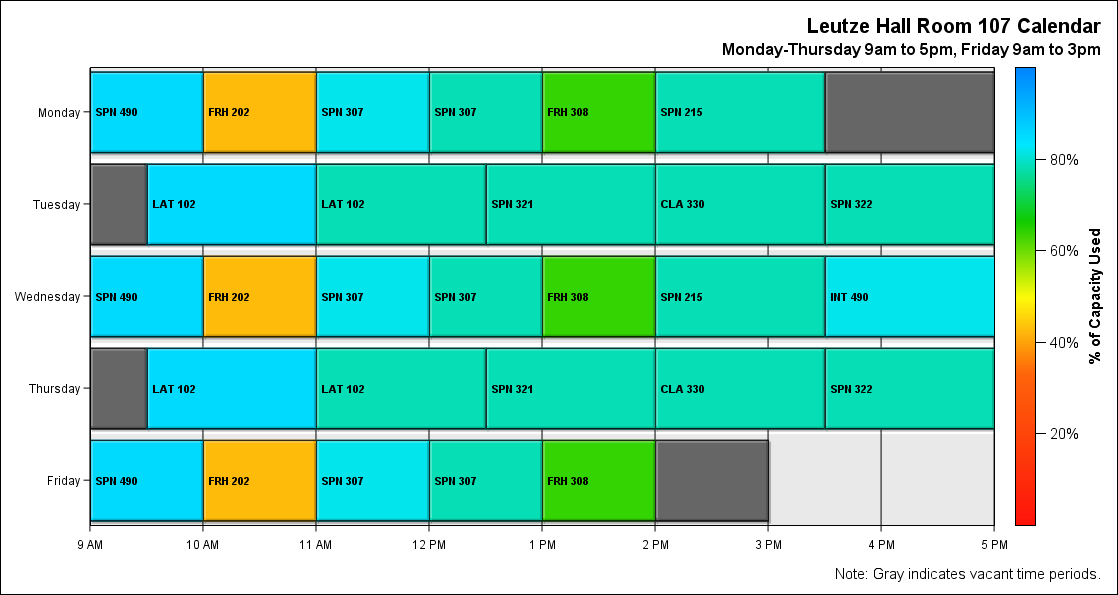 Leutze Hall Room 107 Calendar
Monday-Thursday 9am to 5pm, Friday 9am to 3pm
Monday
SPN 490
FRH 202
SPN 307
SPN 307
FRH 308
SPN 215
Tuesday
LAT 102
LAT 102
SPN 321
CLA 330
SPN 322
Wednesday
SPN 490
FRH 202
SPN 307
SPN 307
FRH 308
SPN 215
INT 490
Thursday
LAT 102
LAT 102
SPN 321
CLA 330
SPN 322
Friday
SPN 490
FRH 202
SPN 307
SPN 307
FRH 308
9 AM
10 AM
11 AM
12 PM
1 PM
2 PM
3 PM
4 PM
5 PM
80%
60%
40%
20%
% of Capacity Used
Note: Gray indicates vacant time periods.